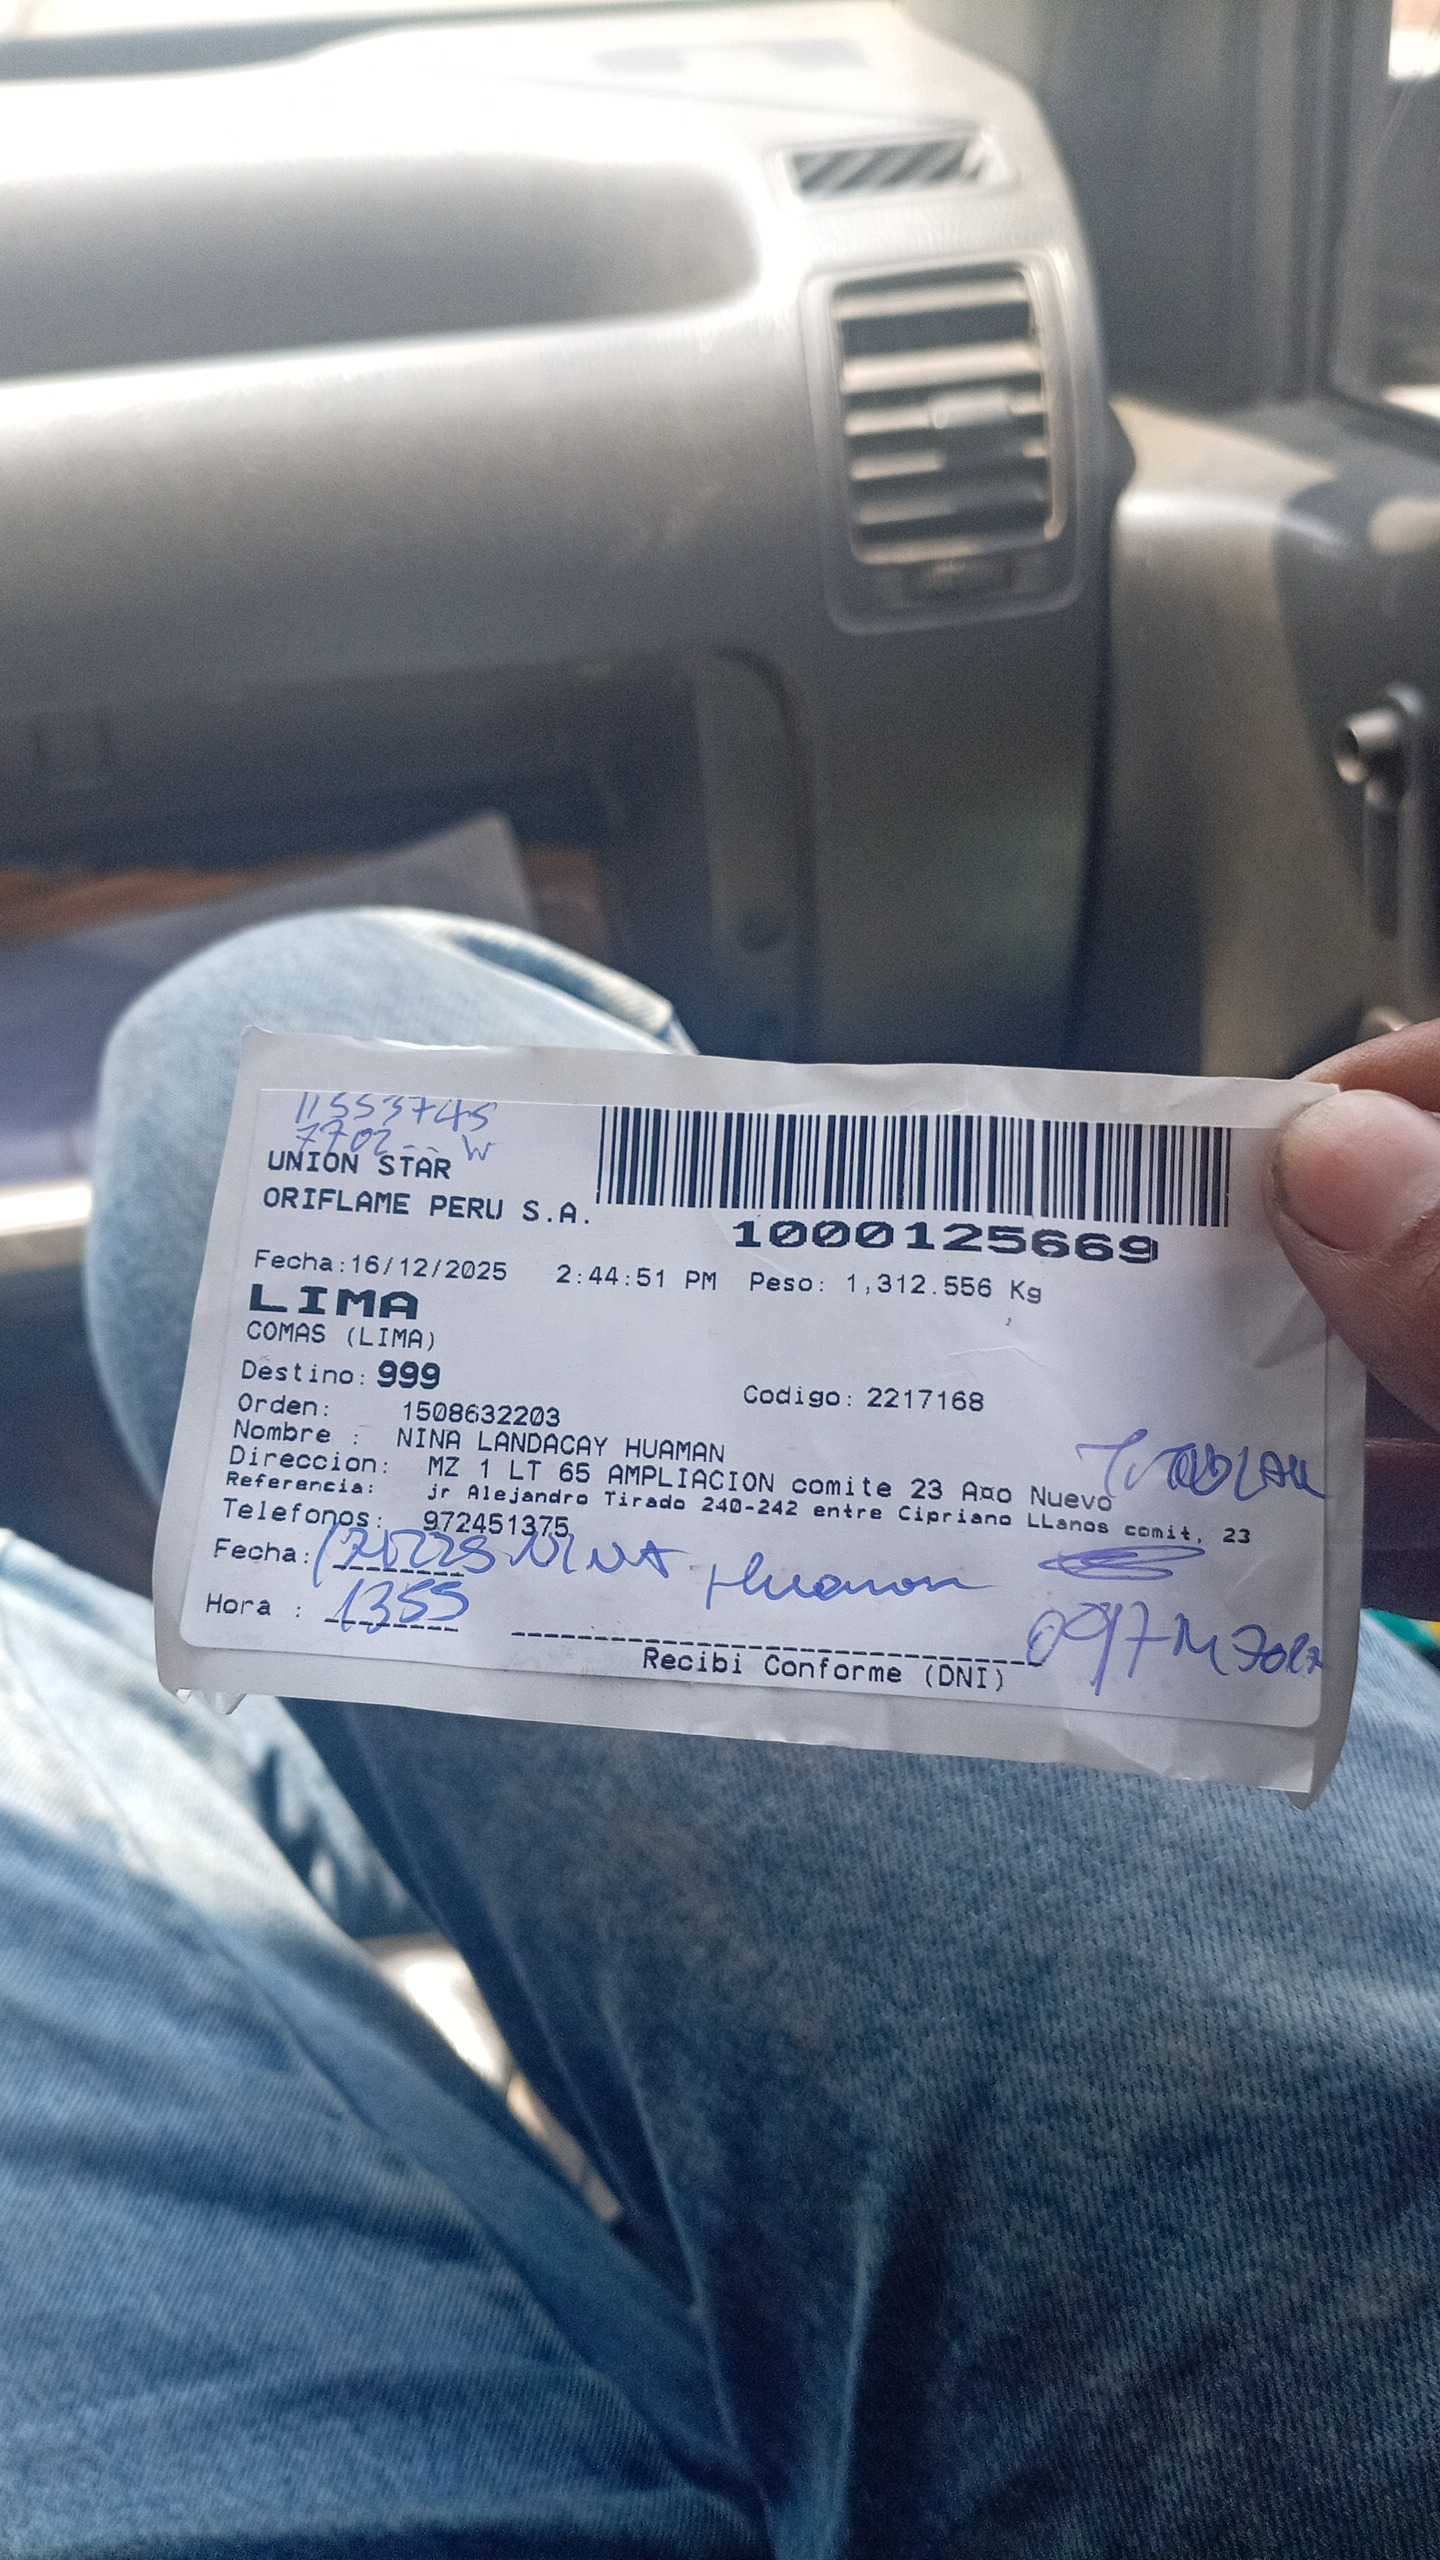 11553745
7702 W
UNION STAR
ORIFLAME PERU S.A.
1000125669
Fecha:16/12/2025 2:44:51 PM Peso: 1,312.556 Kg
LIMA
COMAS (LIMA)
Destino: 999
Codigo: 2217168
Orden: 1508632203
Nombre : NINA LANDACAY HUAMAN
Direccion: MZ 1 LT 65 AMPLIACION comite 23 A¤o Nuevo
Referencia: jr Alejandro Tirado 240-242 entre Cipriano LLanos comit, 23
Telefonos: 972451375
Fecha: NINA Huaman
Hora : 1355
Recibi Conforme (DNI)